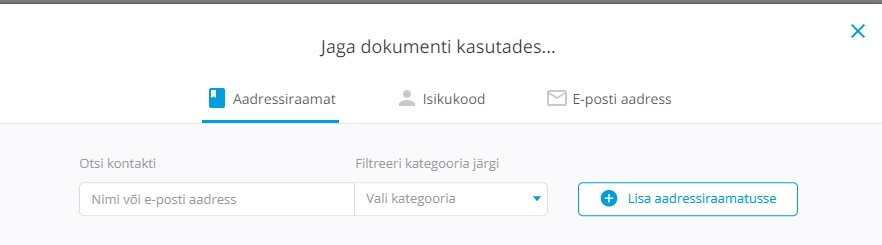 Jaga dokumenti kasutades...
Aadressiraamat Isikukood E-posti aadress
Otsi kontakti Filtreeri kategooria järgi
Nimi või e-posti aadress Vali kategooria Lisa aadressiraamatusse